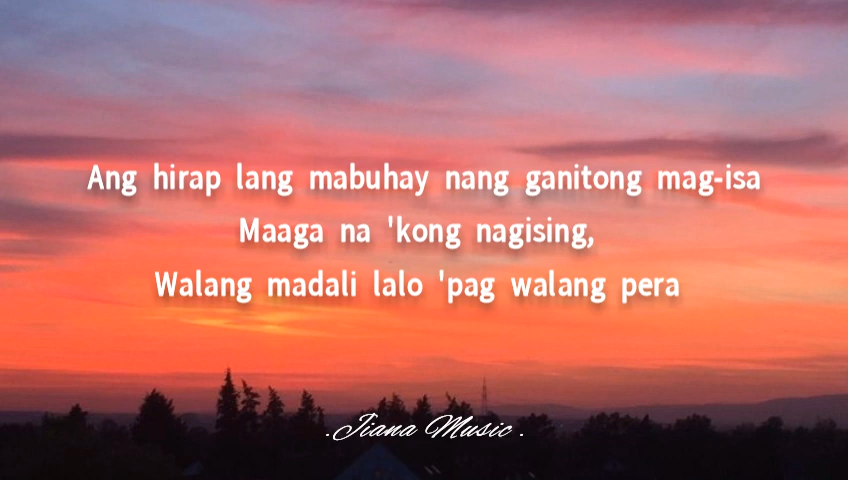 Ang hirap lang mabuhay nang ganitong mag-isa
Maaga na 'kong nagising,
Walang madali lalo 'pag walang pera
.Jiana Music .